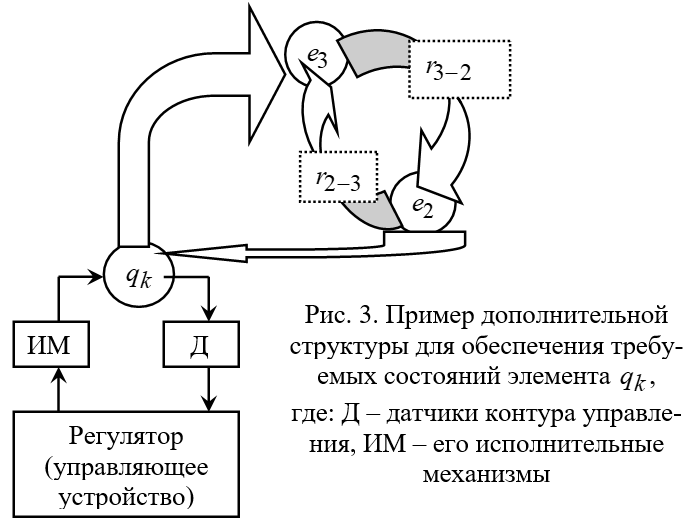 e3
r3−2
r2−3
e2
qk
ИМ
Д
Регулятор
(управляющее
устройство)
Рис. 3. Пример дополнительной
структуры для обеспечения требу-
емых состояний элемента qk,
где: Д – датчики контура управле-
ния, ИМ – его исполнительные
механизмы